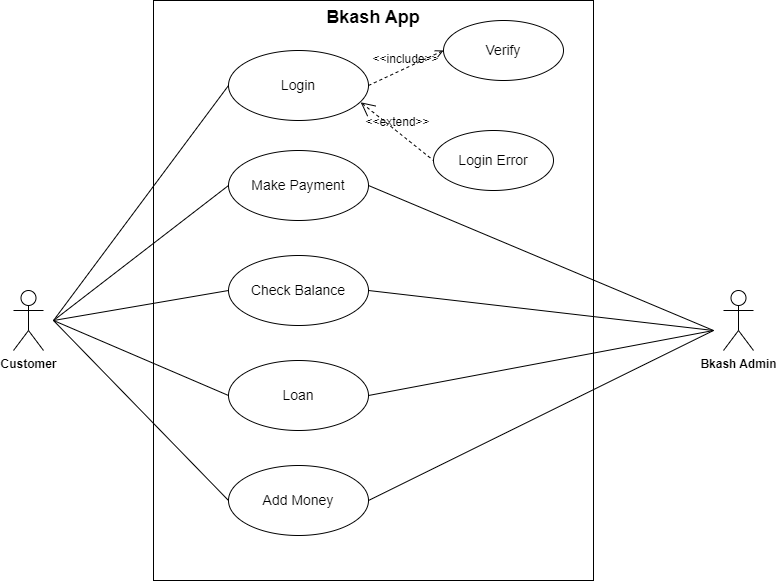 Bkash App
Verify
<<include>>
Login
<<extend>>
Login Error
Make Payment
Check Balance
Customer
Bkash Admin
Loan
Add Money